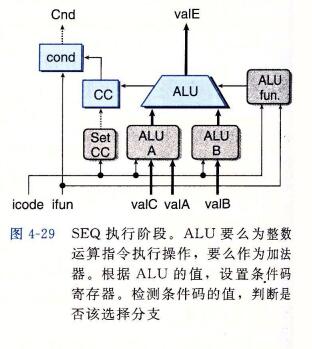 Cnd
valE
cond
CC
ALU
ALU
fun.
Set
CC
ALU
A
ALU
B
icode ifun
valC valA
valB
图 4-29 SEQ 执行阶段。ALU 要么为整数
运算指令执行操作，要么作为加法
器。根据 ALU 的值，设置条件码
寄存器。检测条件码的值，判断是
否该选择分支